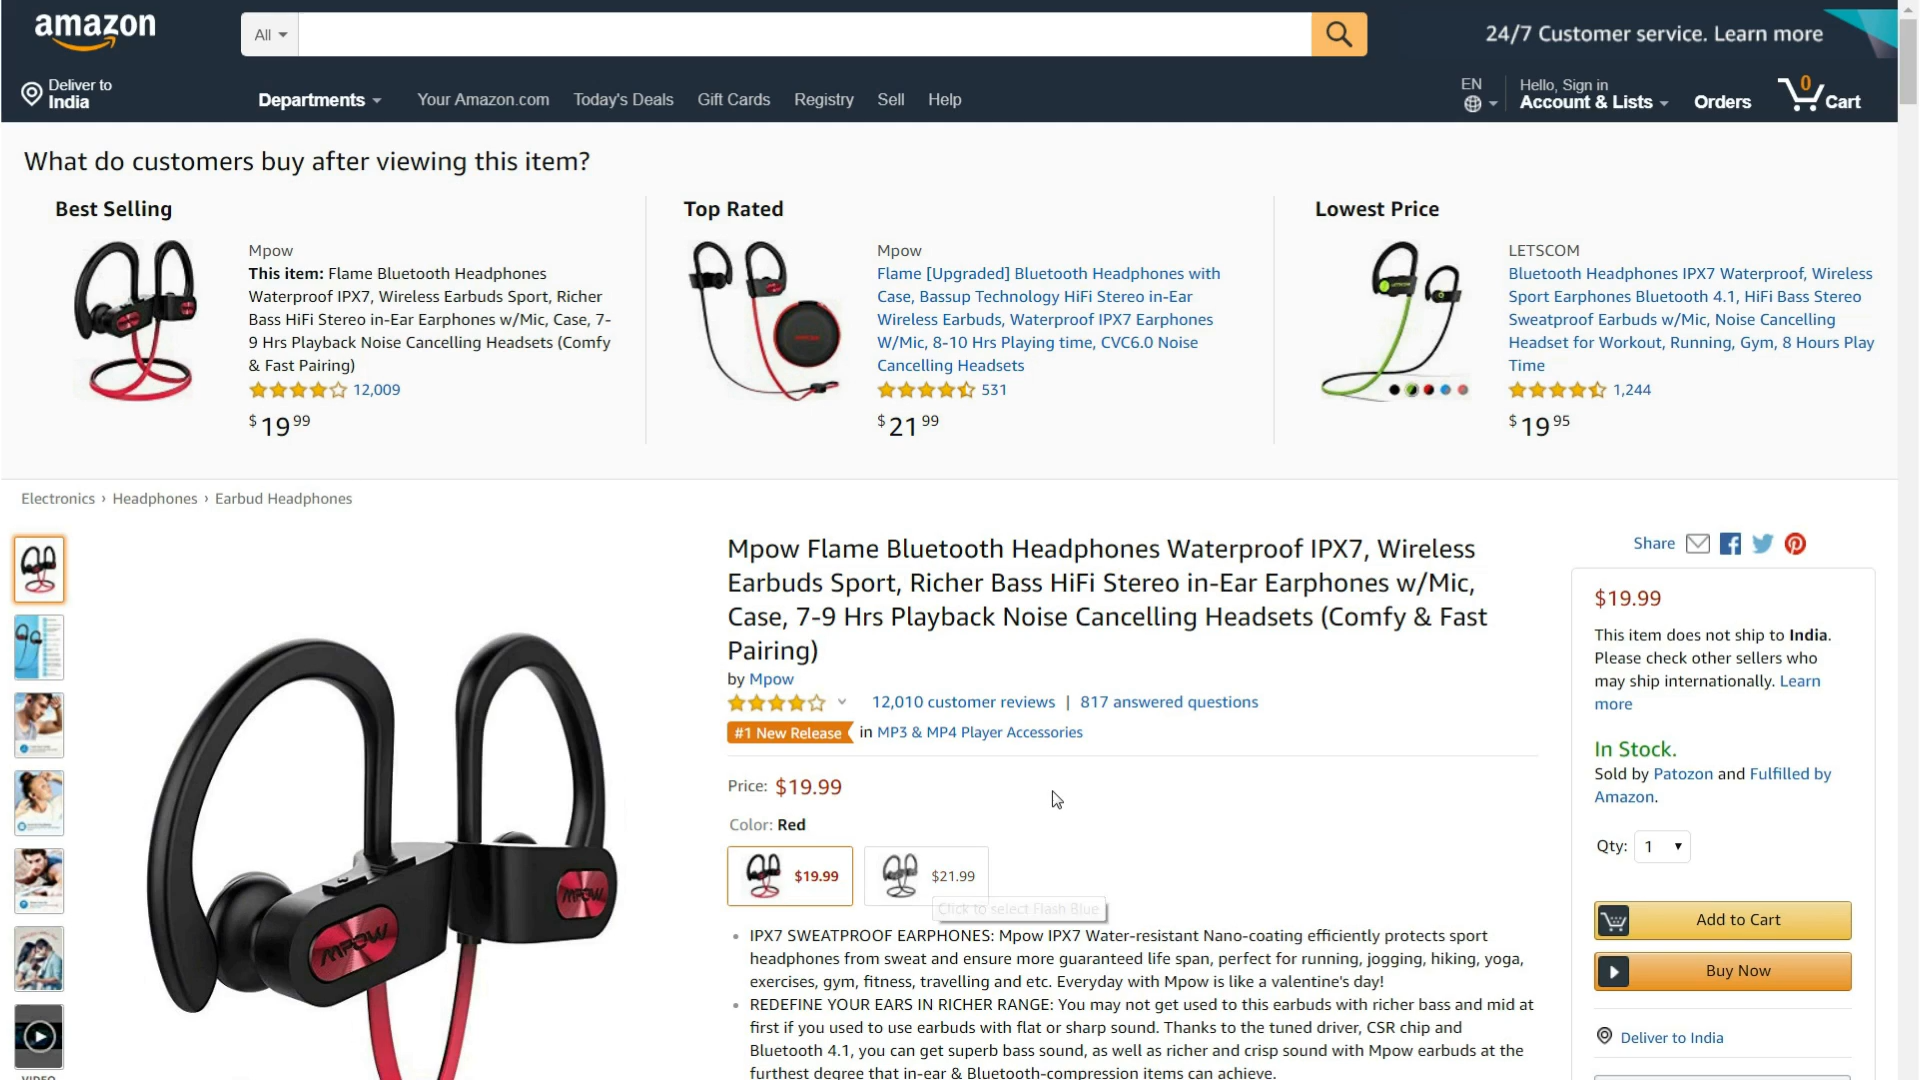 amazon
All
24/7 Customer service. Learn more
Deliver to
India
Departments
Your Amazon.com
Today's Deals
Gift Cards
Registry
Sell
Help
EN
Hello, Sign in
Account & Lists
Orders
0
Cart
What do customers buy after viewing this item?
Best Selling
Mpow
This item: Flame Bluetooth Headphones
Waterproof IPX7, Wireless Earbuds Sport, Richer
Bass HiFi Stereo in-Ear Earphones w/Mic, Case, 7-
9 Hrs Playback Noise Cancelling Headsets (Comfy
& Fast Pairing)
12,009
$19 99
Top Rated
Mpow
Flame [Upgraded] Bluetooth Headphones with
Case, Bassup Technology HiFi Stereo in-Ear
Wireless Earbuds, Waterproof IPX7 Earphones
W/Mic, 8-10 Hrs Playing time, CVC6.0 Noise
Cancelling Headsets
531
$21 99
Lowest Price
LETSCOM
Bluetooth Headphones IPX7 Waterproof, Wireless
Sport Earphones Bluetooth 4.1, HiFi Bass Stereo
Sweatproof Earbuds w/Mic, Noise Cancelling
Headset for Workout, Running, Gym, 8 Hours Play
Time
1,244
$19 95
Electronics › Headphones › Earbud Headphones
MPOW
MPOW
Mpow Flame Bluetooth Headphones Waterproof IPX7, Wireless
Earbuds Sport, Richer Bass HiFi Stereo in-Ear Earphones w/Mic,
Case, 7-9 Hrs Playback Noise Cancelling Headsets (Comfy & Fast
Pairing)
by Mpow
12,010 customer reviews | 817 answered questions
#1 New Release in MP3 & MP4 Player Accessories
Price: $19.99
Color: Red
$19.99
$21.99
Click to select Flash Blue
• IPX7 SWEATPROOF EARPHONES: Mpow IPX7 Water-resistant Nano-coating efficiently protects sport
headphones from sweat and ensure more guaranteed life span, perfect for running, jogging, hiking, yoga,
exercises, gym, fitness, travelling and etc. Everyday with Mpow is like a valentine's day!
• REDEFINE YOUR EARS IN RICHER RANGE: You may not get used to this earbuds with richer bass and mid at
first if you used to use earbuds with flat or sharp sound. Thanks to the tuned driver, CSR chip and
Bluetooth 4.1, you can get superb bass sound, as well as richer and crisp sound with Mpow earbuds at the
furthest degree that in-ear & Bluetooth-compression items can achieve.
Share
$19.99
This item does not ship to India.
Please check other sellers who
may ship internationally. Learn
more
In Stock.
Sold by Patozon and Fulfilled by
Amazon.
Qty: 1
Add to Cart
Buy Now
Deliver to India
VIDEO